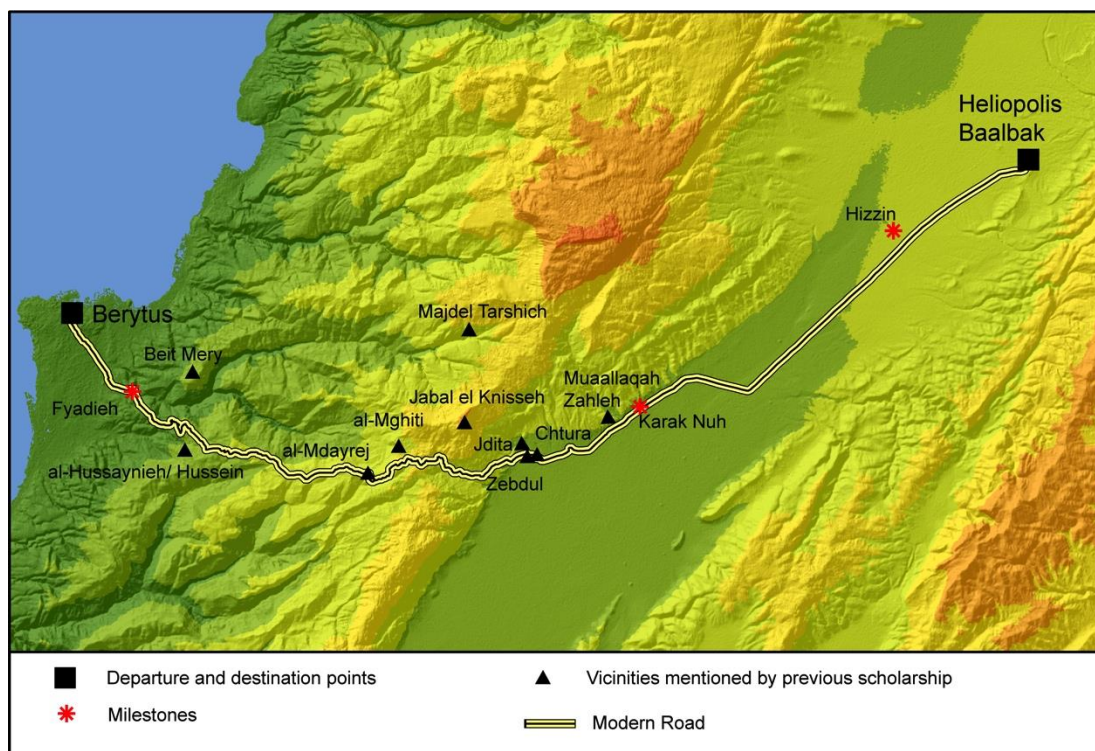 Heliopolis
Baalbak
Hizzin
Berytus
Majdel Tarshich
Beit Mery
Muaallaqah
Zahleh
Jabal el Knisseh
Fyadieh
Karak Nuh
al-Mghiti
Chtura
Jdita
al-Mdayrej
al-Hussaynieh/ Hussein
Zebdul
Departure and destination points
Vicinities mentioned by previous scholarship
Milestones
Modern Road